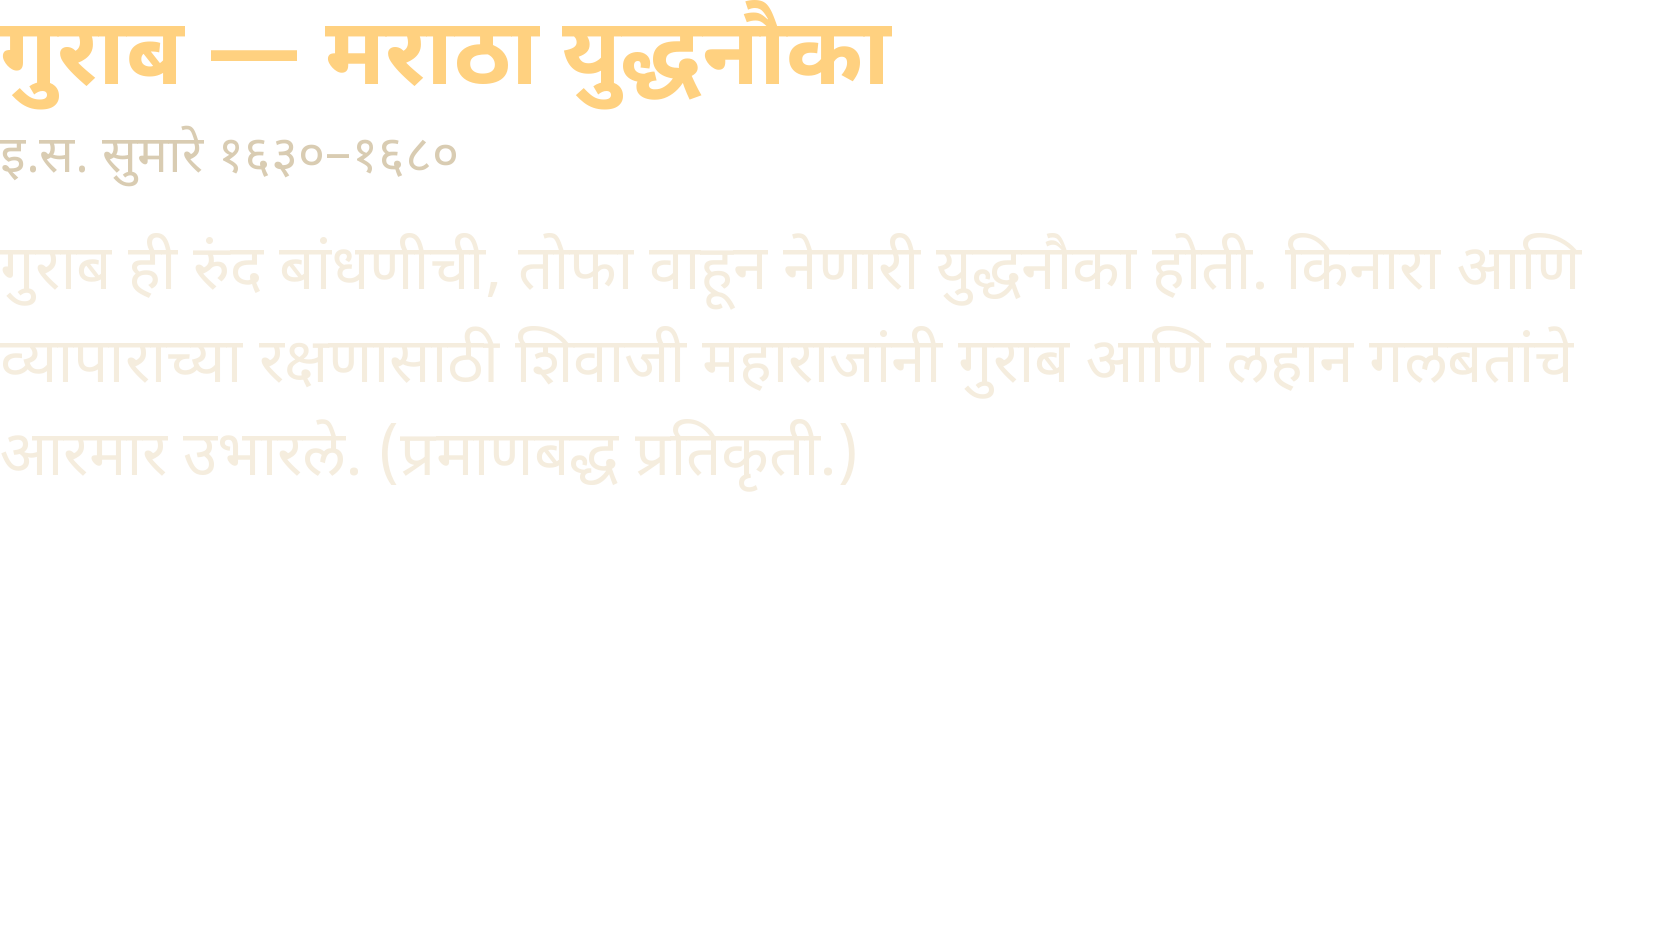 गुराब — मराठा युद्धनौका
इ.स. सुमारे १६३०–१६८०
गुराब ही रुंद बांधणीची, तोफा वाहून नेणारी युद्धनौका होती. किनारा आणि
व्यापाराच्या रक्षणासाठी शिवाजी महाराजांनी गुराब आणि लहान गलबतांचे
आरमार उभारले. (प्रमाणबद्ध प्रतिकृती.)